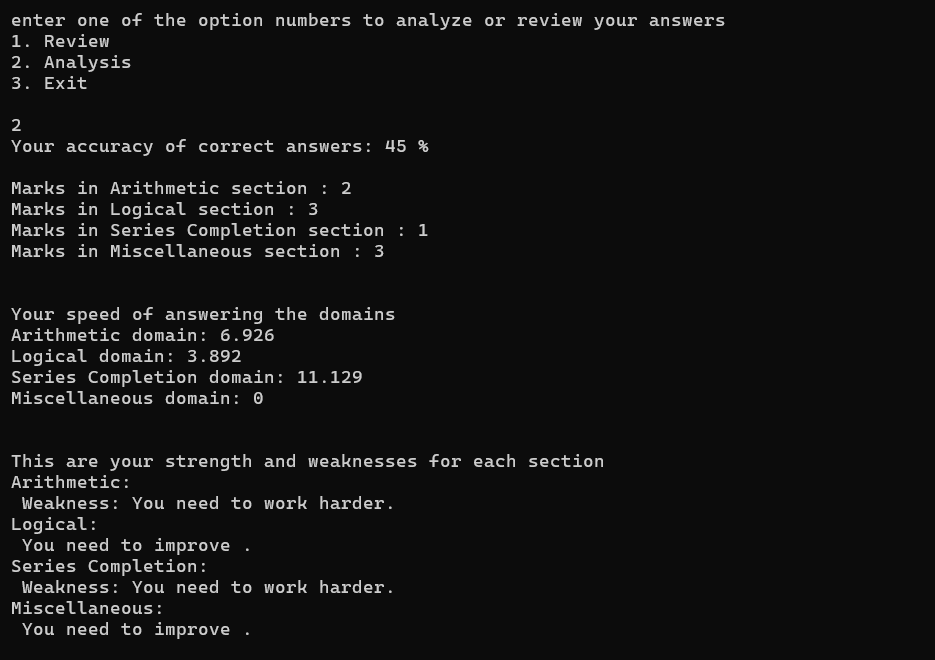 enter one of the option numbers to analyze or review your answers
1. Review
2. Analysis
3. Exit
2
Your accuracy of correct answers: 45 %
Marks in Arithmetic section : 2
Marks in Logical section : 3
Marks in Series Completion section : 1
Marks in Miscellaneous section : 3
Your speed of answering the domains
Arithmetic domain: 6.926
Logical domain: 3.892
Series Completion domain: 11.129
Miscellaneous domain: 0
This are your strength and weaknesses for each section
Arithmetic:
 Weakness: You need to work harder.
Logical:
 You need to improve .
Series Completion:
 Weakness: You need to work harder.
Miscellaneous:
 You need to improve .